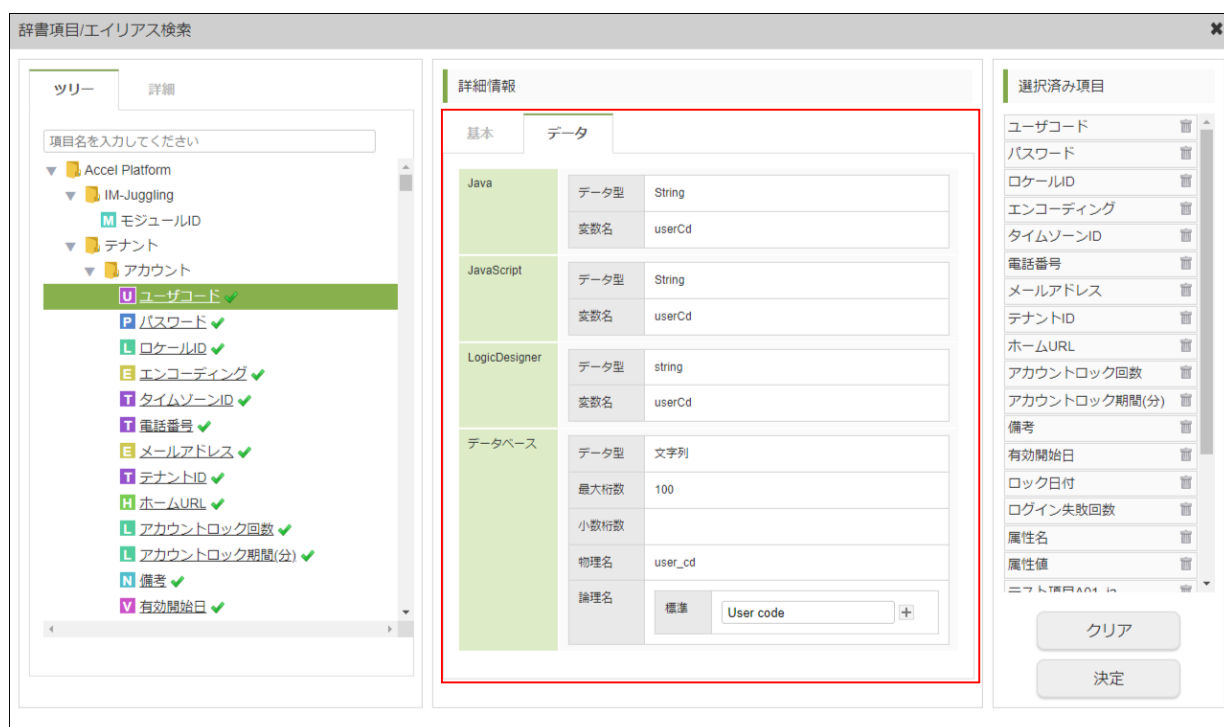 辞書項目/エイリアス検索
ツリー 詳細
項目名を入力してください
Accel Platform
IM-Juggling
M モジュールID
テナント
アカウント
U ユーザコード
P パスワード
L ロケールID
E エンコーディング
T タイムゾーンID
T 電話番号
E メールアドレス
T テナントID
H ホームURL
L アカウントロック回数
L アカウントロック期間(分)
N 備考
V 有効開始日
詳細情報
基本 データ
Java
データ型 String
変数名 userCd
JavaScript
データ型 String
変数名 userCd
LogicDesigner
データ型 string
変数名 userCd
データベース
データ型 文字列
最大桁数 100
小数桁数
物理名 user_cd
論理名
標準 User code
選択済み項目
ユーザコード
パスワード
ロケールID
エンコーディング
タイムゾーンID
電話番号
メールアドレス
テナントID
ホームURL
アカウントロック回数
アカウントロック期間(分)
備考
有効開始日
ロック日付
ログイン失敗回数
属性名
属性値
テスト項目A01_ja
クリア
決定